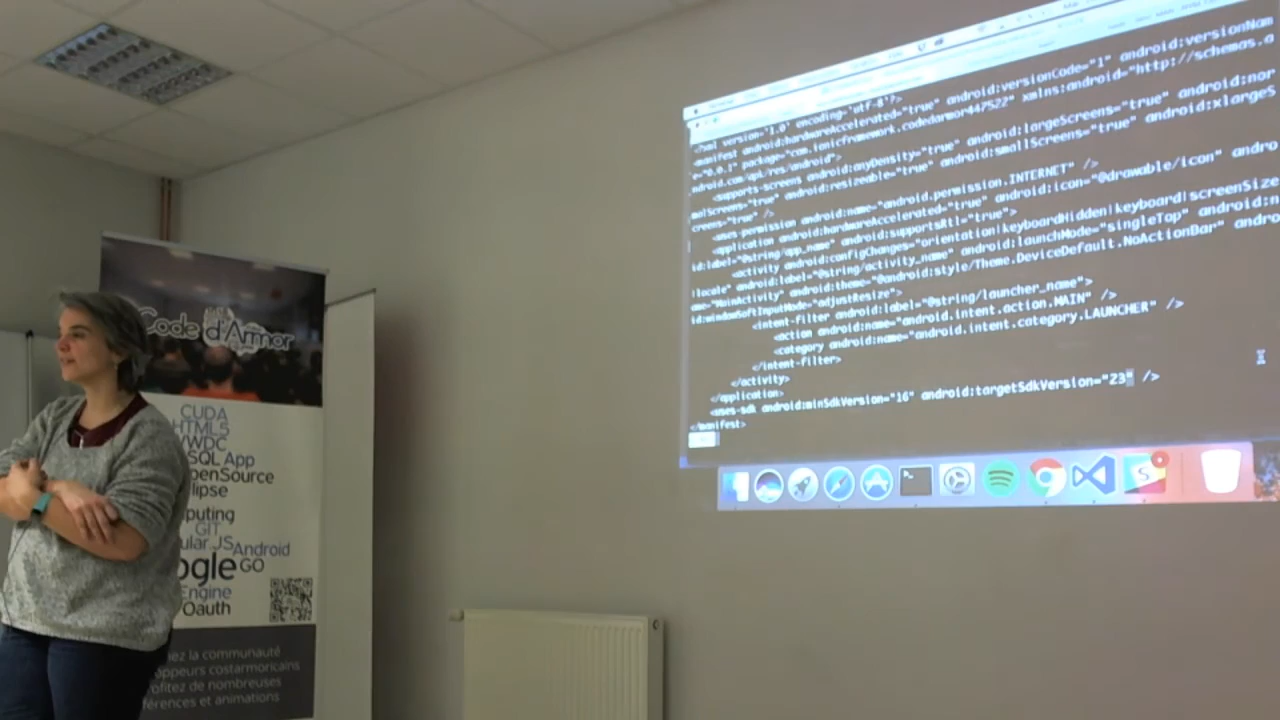 <?xml version='1.0' encoding='utf-8'?>
<manifest android:hardwareAccelerated="true" android:versionCode="1" android:versionNam
e="0.0.1" package="com.ionicframework.codedarmor447522" xmlns:android="http://schemas.a
ndroid.com/apk/res/android">
<supports-screens android:anyDensity="true" android:largeScreens="true" android:nor
malScreens="true" android:resizeable="true" android:smallScreens="true" android:xlargeS
creens="true" />
<uses-permission android:name="android.permission.INTERNET" />
<application android:hardwareAccelerated="true" android:icon="@drawable/icon" andro
id:label="@string/app_name" android:supportsRtl="true">
<activity android:configChanges="orientation|keyboardHidden|keyboard|screenSize
|locale" android:label="@string/activity_name" android:launchMode="singleTop" android:n
ame="MainActivity" android:theme="@android:style/Theme.DeviceDefault.NoActionBar" andro
id:windowSoftInputMode="adjustResize">
<intent-filter android:label="@string/launcher_name">
<action android:name="android.intent.action.MAIN" />
<category android:name="android.intent.category.LAUNCHER" />
</intent-filter>
</activity>
</application>
<uses-sdk android:minSdkVersion="16" android:targetSdkVersion="23" />
</manifest>
Code d'Armor
CUDA
HTML5
WDC
SQL App
penSource
lipse
puting
GIT
ular.JS Android
ogle GO
Engine
Oauth
ez la communauté
oppeurs costarmoricains
ofitez de nombreuses
férences et animations